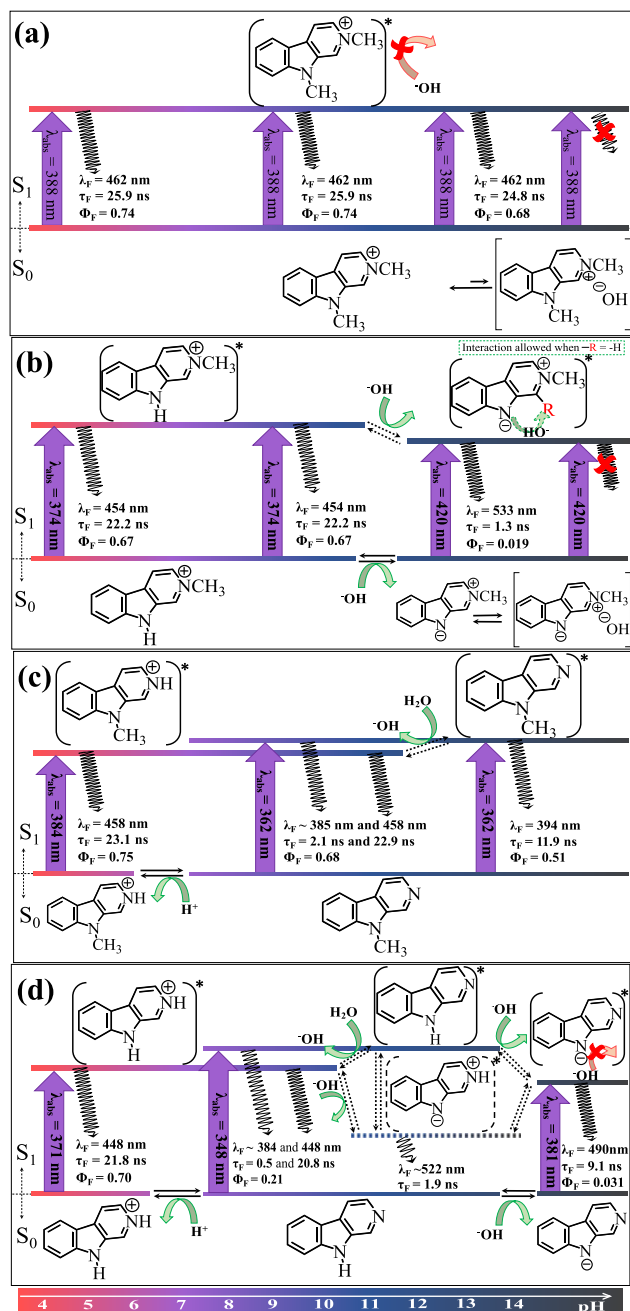 (a)
N
⊕
CH₃
N
CH₃
*
⁻OH
λabs = 388 nm
λabs = 388 nm
λabs = 388 nm
λabs = 388 nm
λF = 462 nm
τF = 25.9 ns
ΦF = 0.74
λF = 462 nm
τF = 25.9 ns
ΦF = 0.74
λF = 462 nm
τF = 24.8 ns
ΦF = 0.68
S₁
S₀
⊕
N
CH₃
N
CH₃
N
CH₃
⊕
⁻OH
N
CH₃
(b)
Interaction allowed when −R = -H
⊕
N
CH₃
N
H
*
⁻OH
⊕
N
CH₃
R
N
⊖
HO⁻
*
λabs = 374 nm
λabs = 374 nm
λabs = 420 nm
λabs = 420 nm
λF = 454 nm
τF = 22.2 ns
ΦF = 0.67
λF = 454 nm
τF = 22.2 ns
ΦF = 0.67
λF = 533 nm
τF = 1.3 ns
ΦF = 0.019
S₁
S₀
⊕
N
CH₃
N
H
⁻OH
⊕
N
CH₃
N
⊖
N
CH₃
⊕
⊖OH
N
⊖
(c)
⊕
NH
N
CH₃
*
H₂O
⁻OH
N
N
CH₃
*
λabs = 384 nm
λabs = 362 nm
λabs = 362 nm
λF = 458 nm
τF = 23.1 ns
ΦF = 0.75
λF ~ 385 nm and 458 nm
τF = 2.1 ns and 22.9 ns
ΦF = 0.68
λF = 394 nm
τF = 11.9 ns
ΦF = 0.51
S₁
S₀
⊕
NH
N
CH₃
H⁺
N
N
CH₃
(d)
⊕
NH
N
H
*
H₂O
⁻OH
N
N
H
*
⁻OH
N
N
⊖
*
⁻OH
⁻OH
⊕
NH
N
⊖
*
λabs = 371 nm
λabs = 348 nm
λabs = 381 nm
λF = 448 nm
τF = 21.8 ns
ΦF = 0.70
λF ~ 384 and 448 nm
τF = 0.5 and 20.8 ns
ΦF = 0.21
λF ~522 nm
τF = 1.9 ns
λF = 490nm
τF = 9.1 ns
ΦF = 0.031
S₁
S₀
⊕
NH
N
H
H⁺
N
N
H
⁻OH
N
N
⊖
4 5 6 7 8 9 10 11 12 13 14 pH